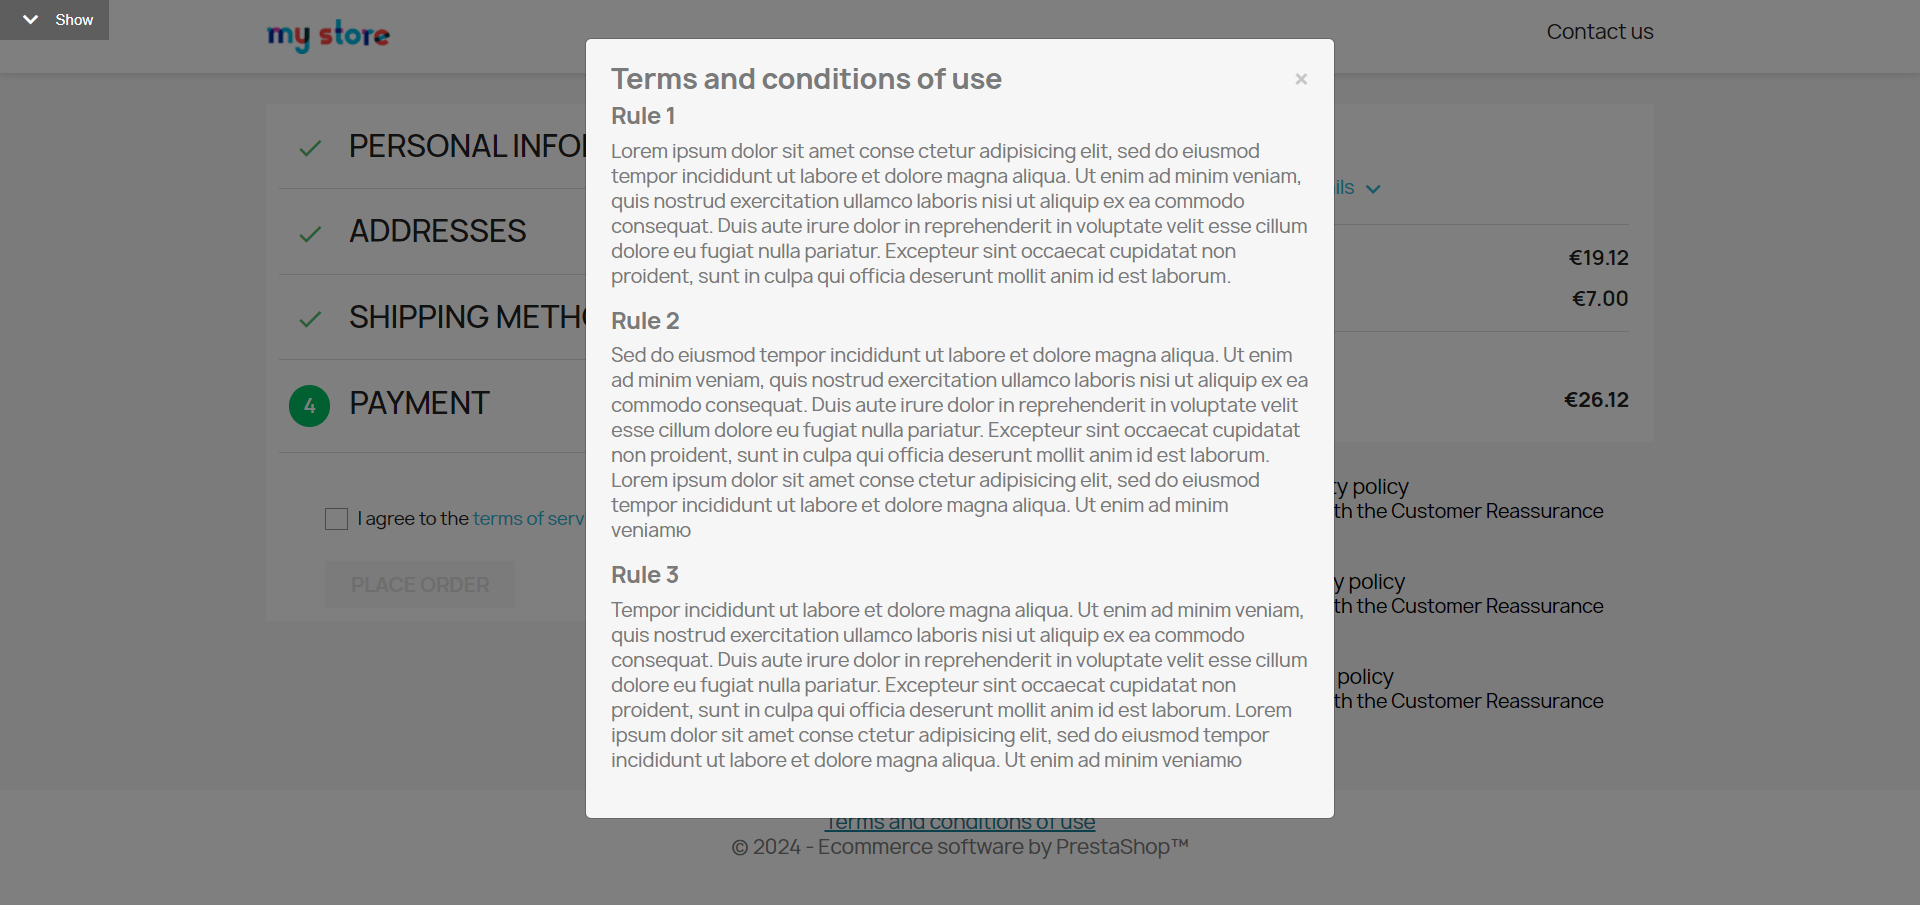 Show
my store
Contact us
Terms and conditions of use
×
Rule 1
Lorem ipsum dolor sit amet conse ctetur adipisicing elit, sed do eiusmod
tempor incididunt ut labore et dolore magna aliqua. Ut enim ad minim veniam,
quis nostrud exercitation ullamco laboris nisi ut aliquip ex ea commodo
consequat. Duis aute irure dolor in reprehenderit in voluptate velit esse cillum
dolore eu fugiat nulla pariatur. Excepteur sint occaecat cupidatat non
proident, sunt in culpa qui officia deserunt mollit anim id est laborum.
Rule 2
Sed do eiusmod tempor incididunt ut labore et dolore magna aliqua. Ut enim
ad minim veniam, quis nostrud exercitation ullamco laboris nisi ut aliquip ex ea
commodo consequat. Duis aute irure dolor in reprehenderit in voluptate velit
esse cillum dolore eu fugiat nulla pariatur. Excepteur sint occaecat cupidatat
non proident, sunt in culpa qui officia deserunt mollit anim id est laborum.
Lorem ipsum dolor sit amet conse ctetur adipisicing elit, sed do eiusmod
tempor incididunt ut labore et dolore magna aliqua. Ut enim ad minim
veniamю
Rule 3
Tempor incididunt ut labore et dolore magna aliqua. Ut enim ad minim veniam,
quis nostrud exercitation ullamco laboris nisi ut aliquip ex ea commodo
consequat. Duis aute irure dolor in reprehenderit in voluptate velit esse cillum
dolore eu fugiat nulla pariatur. Excepteur sint occaecat cupidatat non
proident, sunt in culpa qui officia deserunt mollit anim id est laborum. Lorem
ipsum dolor sit amet conse ctetur adipisicing elit, sed do eiusmod tempor
incididunt ut labore et dolore magna aliqua. Ut enim ad minim veniamю
PERSONAL INFO
ADDRESSES
SHIPPING METH
4 PAYMENT
I agree to the terms of serv
PLACE ORDER
ils
€19.12
€7.00
€26.12
y policy
th the Customer Reassurance
y policy
th the Customer Reassurance
policy
th the Customer Reassurance
Terms and conditions of use
© 2024 - Ecommerce software by PrestaShop™